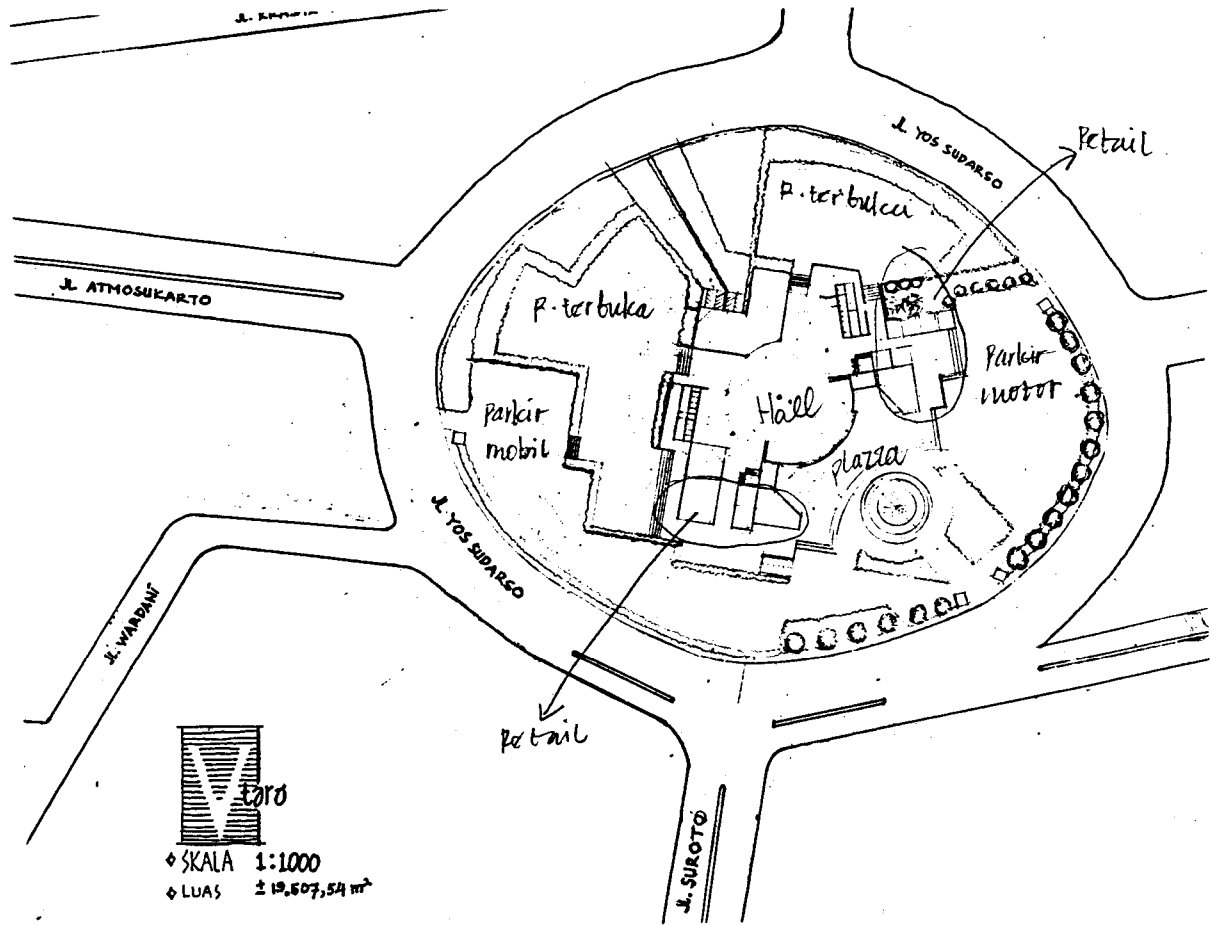 Jl. YOS SUDARSO
Retail
R. terbuka
R. terbuka
Jl. ATMOSUKARTO
Parkir
motor
Hall
Parkir
mobil
plazza
Jl. YOS SUDARSO
Jl. WARDANI
Retail
Utara
SKALA 1:1000
LUAS ± 19.507,54 m²
Jl. SUROTO